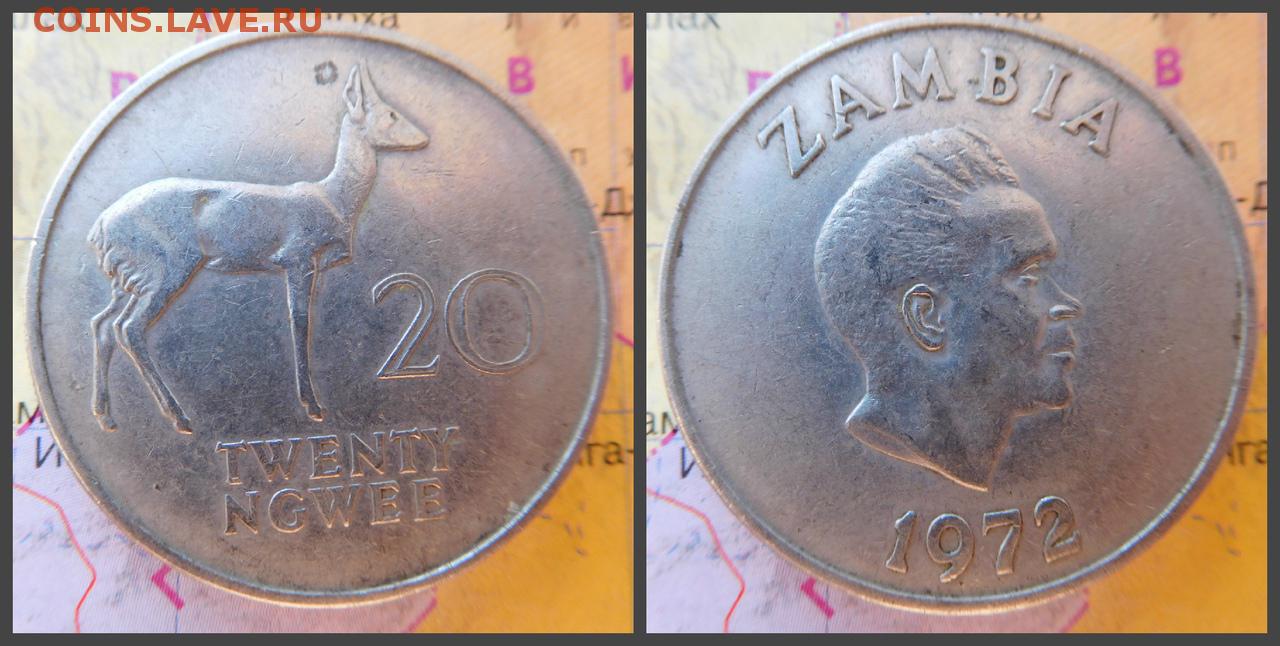 COINS.LAVE.RU
20
TWENTY
NGWEE
ZAMBIA
1972